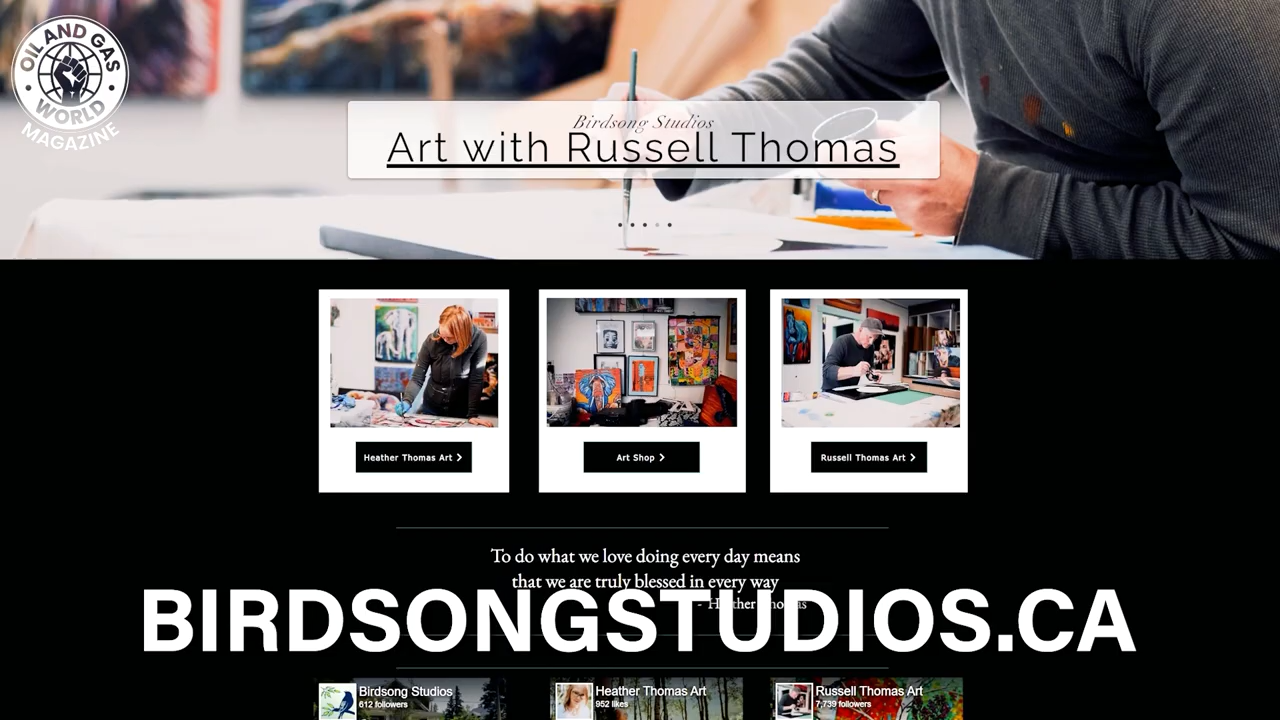 OIL AND GAS
WORLD
MAGAZINE
Birdsong Studios
Art with Russell Thomas
Heather Thomas Art
Art Shop
Russell Thomas Art
To do what we love doing every day means
that we are truly blessed in every way
- Heather Thomas
BIRDSONGSTUDIOS.CA
Birdsong Studios
612 followers
Heather Thomas Art
952 likes
Russell Thomas Art
7,739 followers